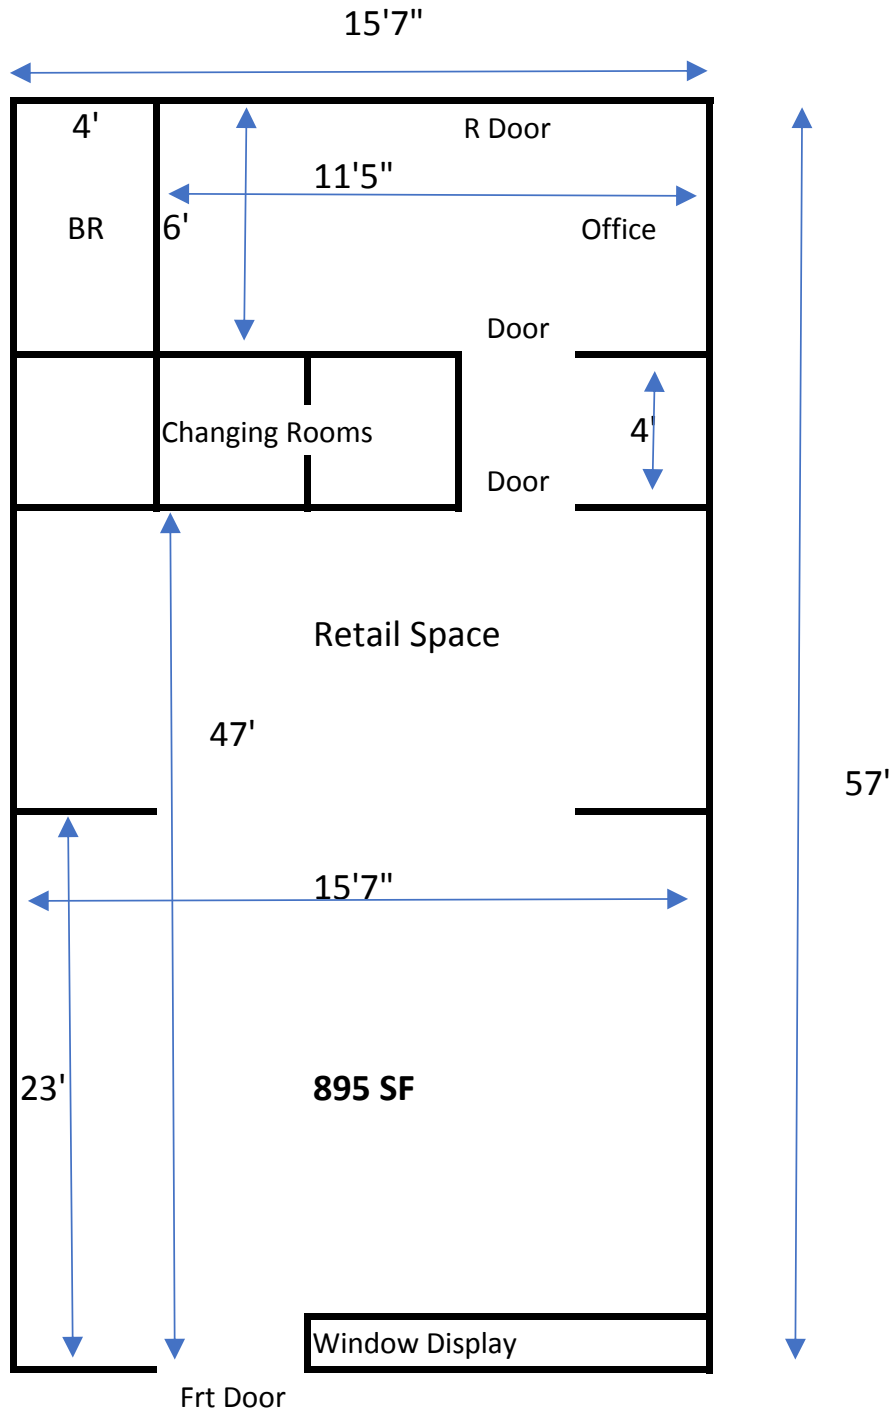 15'7"
4'
R Door
11'5"
BR
6'
Office
Door
Changing Rooms
4'
Door
Retail Space
47'
57'
15'7"
23'
895 SF
Window Display
Frt Door